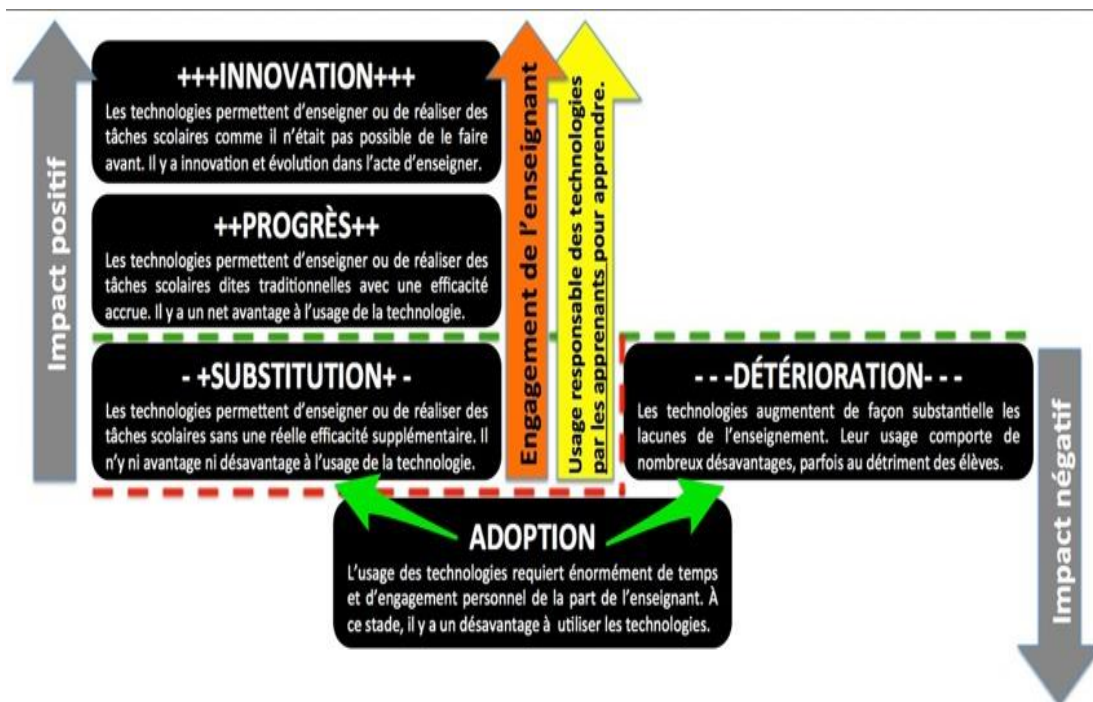 Impact positif
+++INNOVATION+++
Les technologies permettent d'enseigner ou de réaliser des
tâches scolaires comme il n'était pas possible de le faire
avant. Il y a innovation et évolution dans l'acte d'enseigner.
++PROGRÈS++
Les technologies permettent d'enseigner ou de réaliser des
tâches scolaires dites traditionnelles avec une efficacité
accrue. Il y a un net avantage à l'usage de la technologie.
- +SUBSTITUTION+ -
Les technologies permettent d'enseigner ou de réaliser des
tâches scolaires sans une réelle efficacité supplémentaire. Il
n'y ni avantage ni désavantage à l'usage de la technologie.
Engagement de l'enseignant
Usage responsable des technologies
par les apprenants pour apprendre.
- - -DÉTÉRIORATION- - -
Les technologies augmentent de façon substantielle les
lacunes de l'enseignement. Leur usage comporte de
nombreux désavantages, parfois au détriment des élèves.
Impact négatif
ADOPTION
L'usage des technologies requiert énormément de temps
et d'engagement personnel de la part de l'enseignant. À
ce stade, il y a un désavantage à utiliser les technologies.